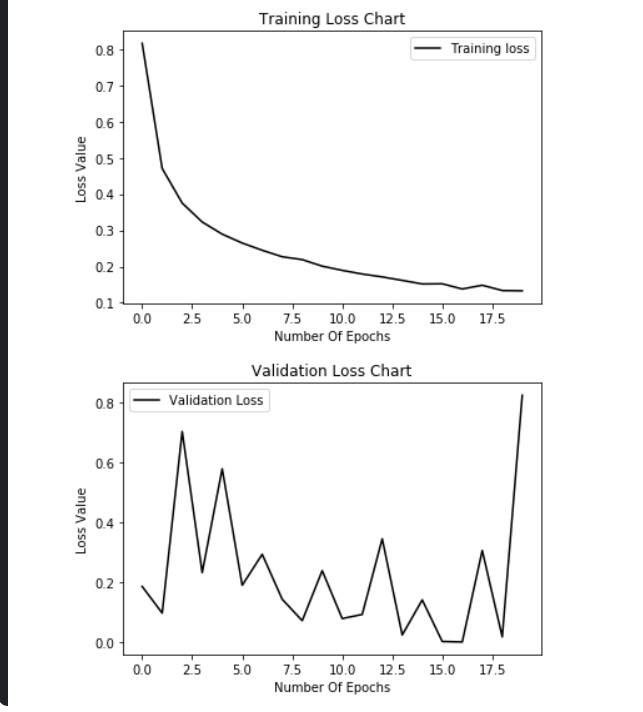 Training Loss Chart
Training loss
Loss Value
0.8
0.7
0.6
0.5
0.4
0.3
0.2
0.1
0.0 2.5 5.0 7.5 10.0 12.5 15.0 17.5
Number Of Epochs
Validation Loss Chart
Validation Loss
Loss Value
0.8
0.6
0.4
0.2
0.0
0.0 2.5 5.0 7.5 10.0 12.5 15.0 17.5
Number Of Epochs